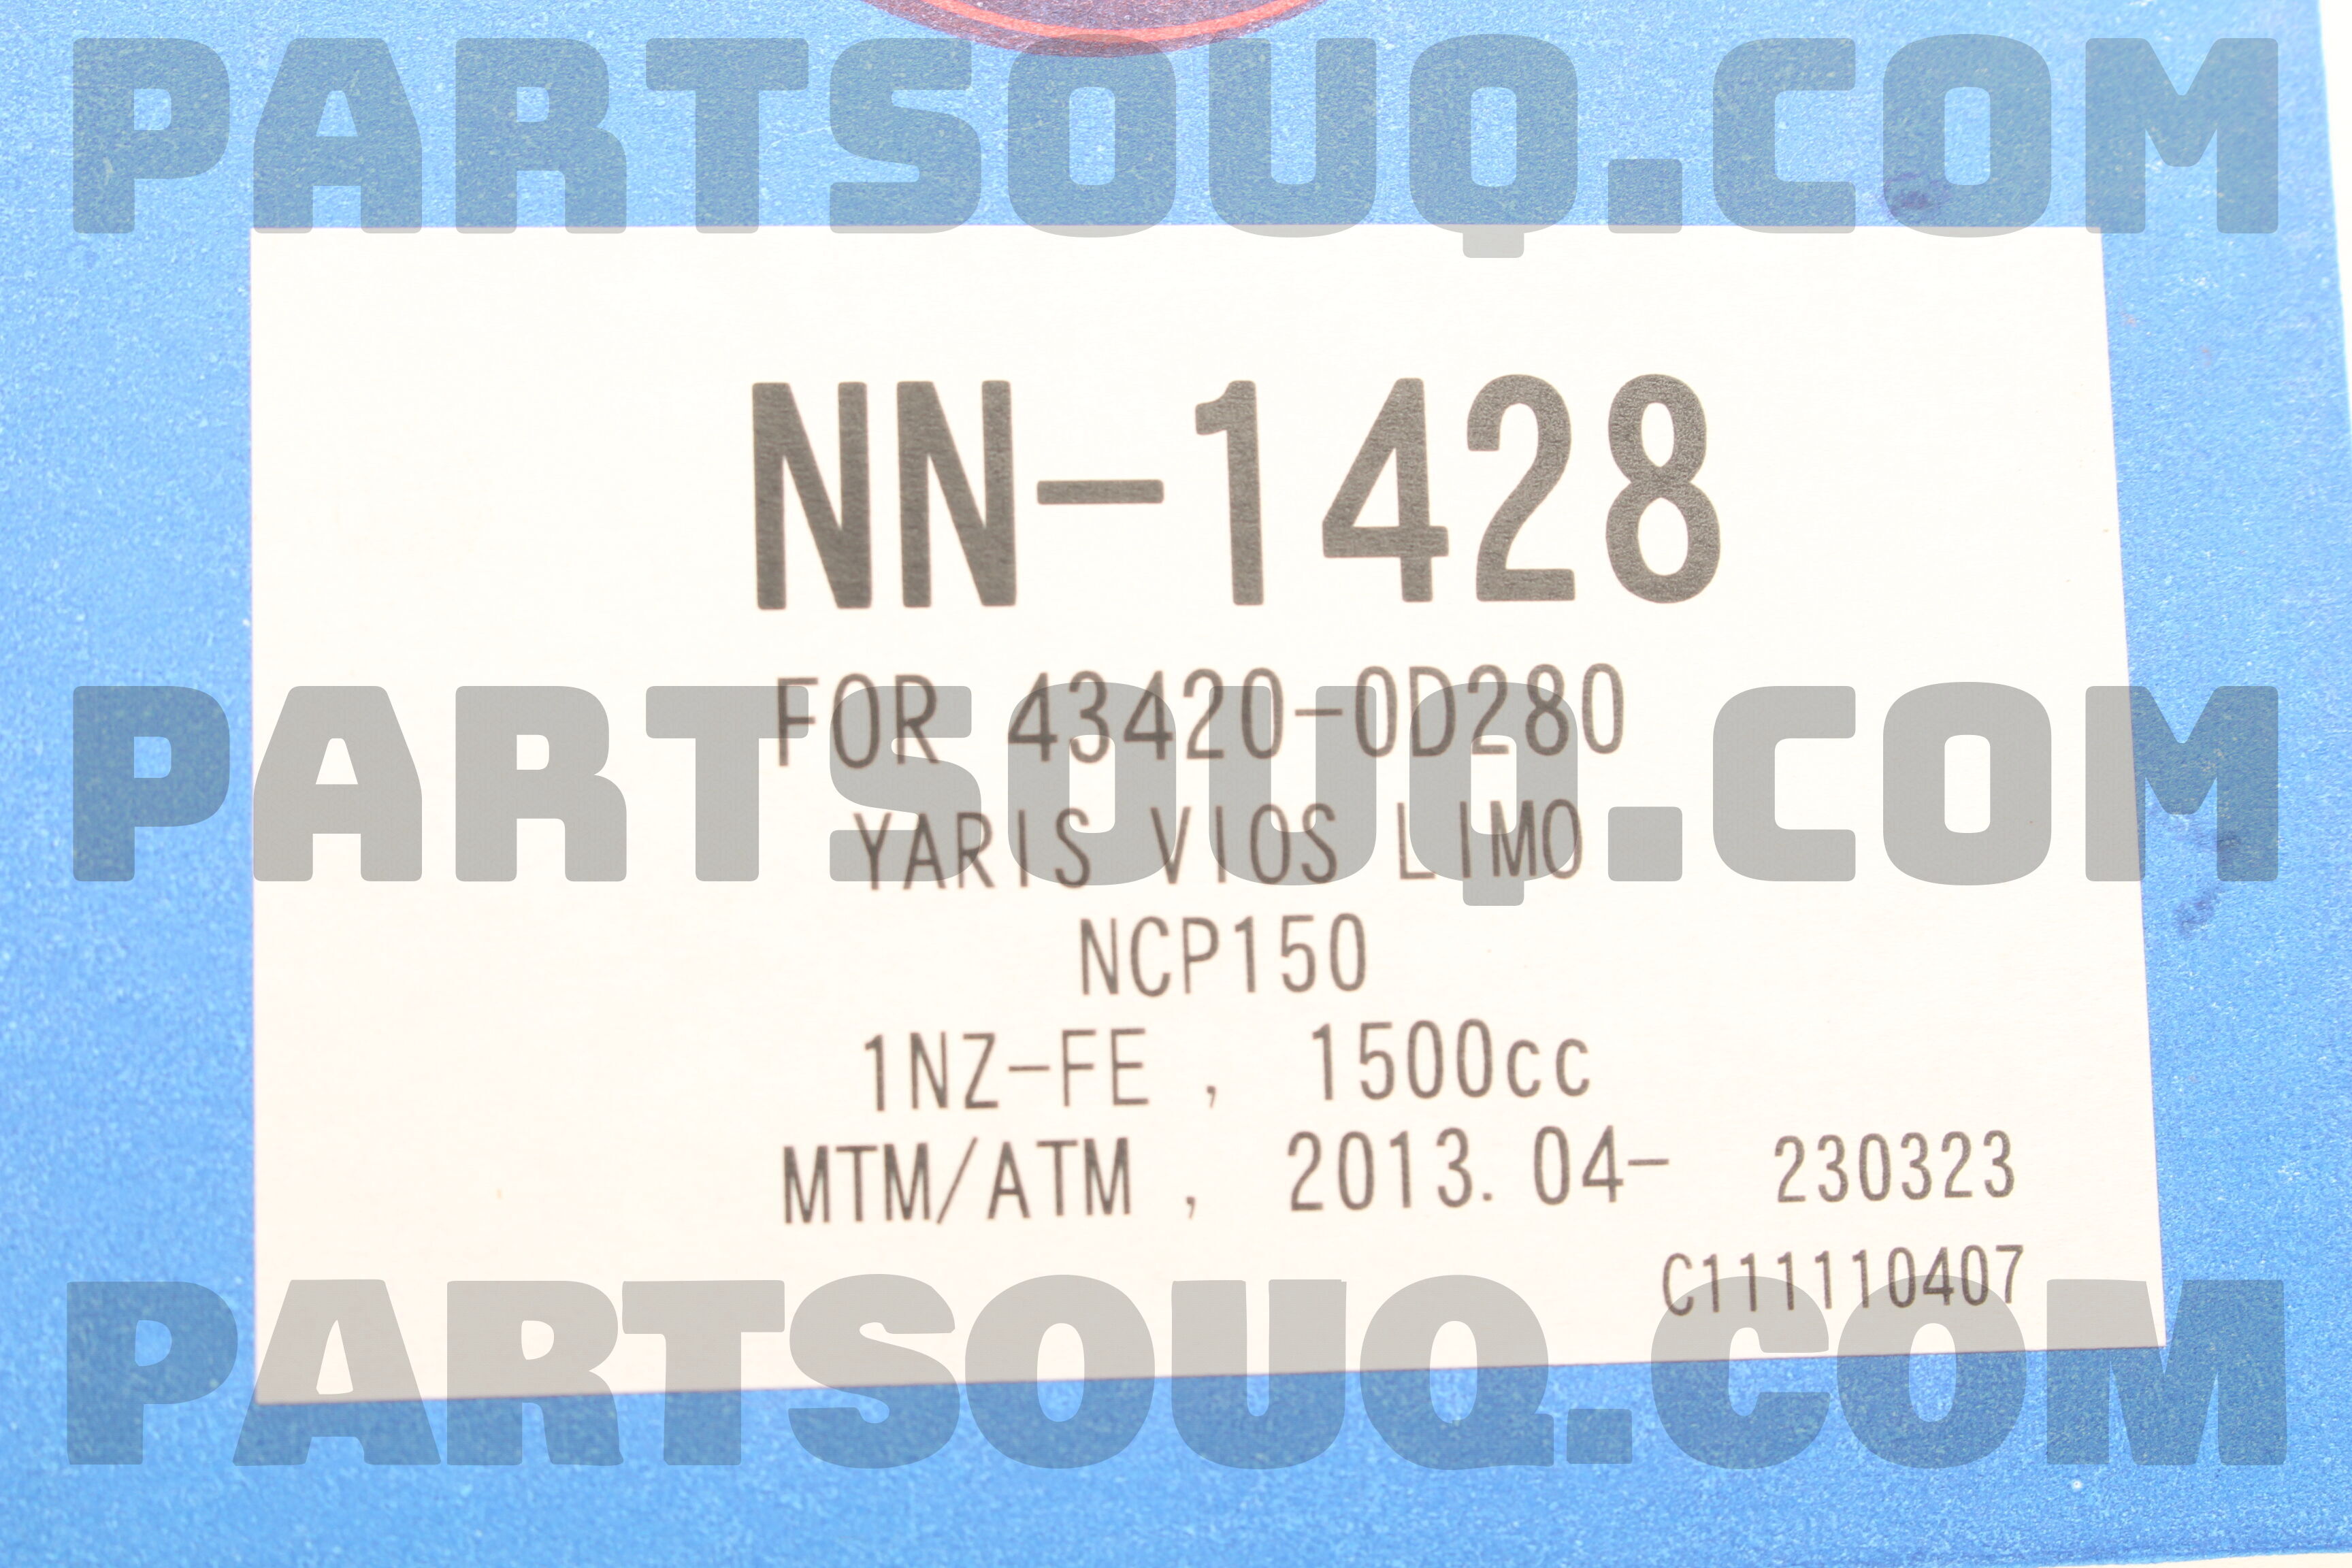 PARTSOUQ.COM
NN-1428
FOR 43420-0D280
PARTSOUQ.COM
YARIS VIOS LIMO
NCP150
1NZ-FE , 1500cc
MTM/ATM , 2013.04- 230323
C111110407
PARTSOUQ.COM